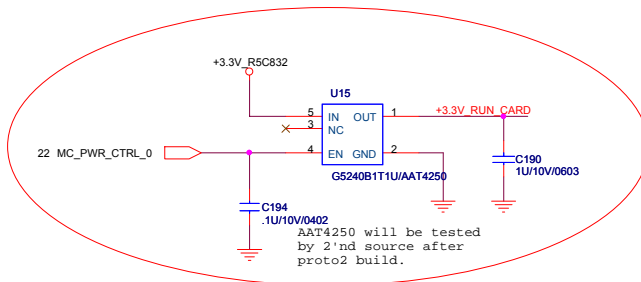 +3.3V_R5C832
U15
5 IN OUT 1 +3.3V_RUN_CARD
3 NC
22 MC_PWR_CTRL_0 4 EN GND 2
G5240B1T1U/AAT4250
C190
1U/10V/0603
C194
.1U/10V/0402
AAT4250 will be tested
by 2'nd source after
proto2 build.